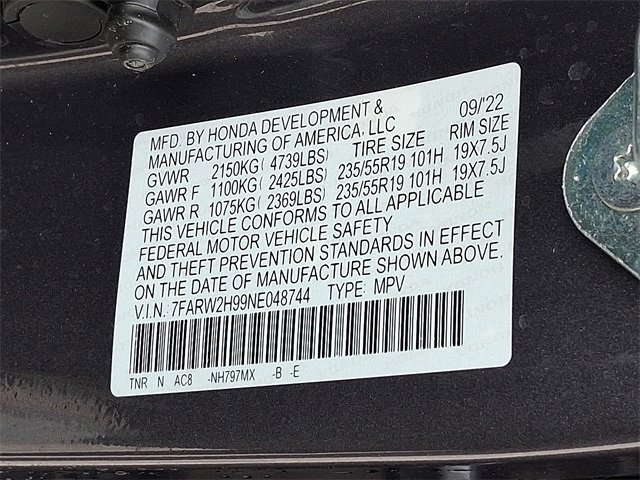 MFD. BY HONDA DEVELOPMENT & 09/'22
MANUFACTURING OF AMERICA, LLC
TIRE SIZE RIM SIZE
GVWR 2150KG( 4739LBS)
GAWR F 1100KG( 2425LBS) 235/55R19 101H 19X7.5J
GAWR R 1075KG( 2369LBS) 235/55R19 101H 19X7.5J
THIS VEHICLE CONFORMS TO ALL APPLICABLE
FEDERAL MOTOR VEHICLE SAFETY
AND THEFT PREVENTION STANDARDS IN EFFECT
ON THE DATE OF MANUFACTURE SHOWN ABOVE.
V.I.N.: 7FARW2H99NE048744 TYPE: MPV
TNR N AC8 -NH797MX -B -E